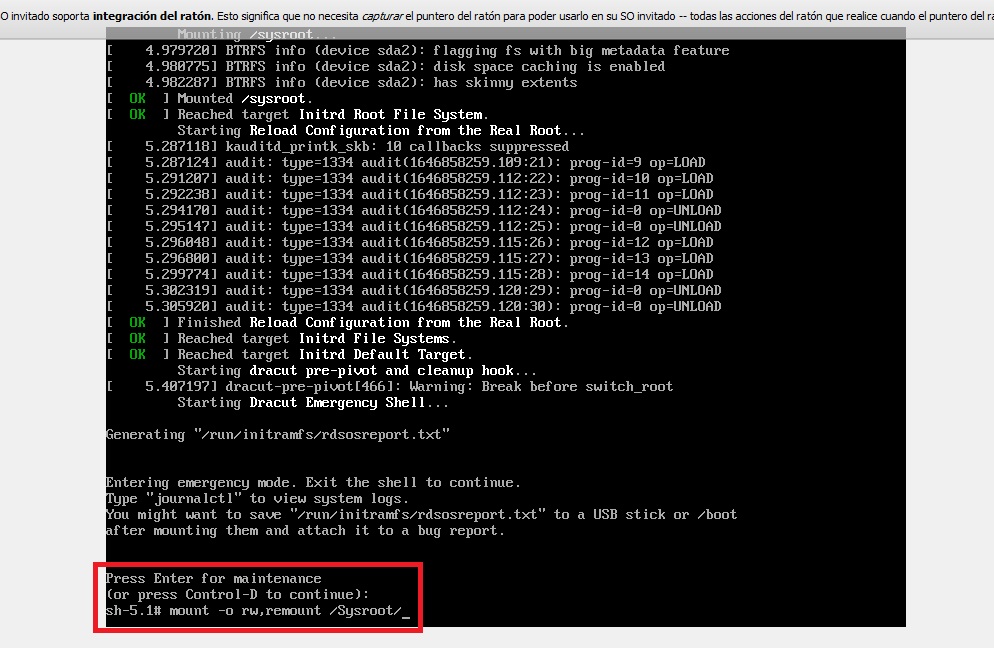 O invitado soporta integración del ratón. Esto significa que no necesita capturar el puntero del ratón para poder usarlo en su SO invitado -- todas las acciones del ratón que realice cuando el puntero del ra
Mounting /sysroot...
[    4.979720] BTRFS info (device sda2): flagging fs with big metadata feature
[    4.980775] BTRFS info (device sda2): disk space caching is enabled
[    4.982287] BTRFS info (device sda2): has skinny extents
[  OK  ] Mounted /sysroot.
[  OK  ] Reached target Initrd Root File System.
Starting Reload Configuration from the Real Root...
[    5.287118] kauditd_printk_skb: 10 callbacks suppressed
[    5.287124] audit: type=1334 audit(1646858259.109:21): prog-id=9 op=LOAD
[    5.291207] audit: type=1334 audit(1646858259.112:22): prog-id=10 op=LOAD
[    5.292238] audit: type=1334 audit(1646858259.112:23): prog-id=11 op=LOAD
[    5.294170] audit: type=1334 audit(1646858259.112:24): prog-id=0 op=UNLOAD
[    5.295147] audit: type=1334 audit(1646858259.112:25): prog-id=0 op=UNLOAD
[    5.296048] audit: type=1334 audit(1646858259.115:26): prog-id=12 op=LOAD
[    5.296800] audit: type=1334 audit(1646858259.115:27): prog-id=13 op=LOAD
[    5.299774] audit: type=1334 audit(1646858259.115:28): prog-id=14 op=LOAD
[    5.302319] audit: type=1334 audit(1646858259.120:29): prog-id=0 op=UNLOAD
[    5.305920] audit: type=1334 audit(1646858259.120:30): prog-id=0 op=UNLOAD
[  OK  ] Finished Reload Configuration from the Real Root.
[  OK  ] Reached target Initrd File Systems.
[  OK  ] Reached target Initrd Default Target.
Starting dracut pre-pivot and cleanup hook...
[    5.407197] dracut-pre-pivot[466]: Warning: Break before switch_root
Starting Dracut Emergency Shell...
Generating "/run/initramfs/rdsosreport.txt"
Entering emergency mode. Exit the shell to continue.
Type "journalctl" to view system logs.
You might want to save "/run/initramfs/rdsosreport.txt" to a USB stick or /boot
after mounting them and attach it to a bug report.
Press Enter for maintenance
(or press Control-D to continue):
sh-5.1# mount -o rw,remount /Sysroot/_